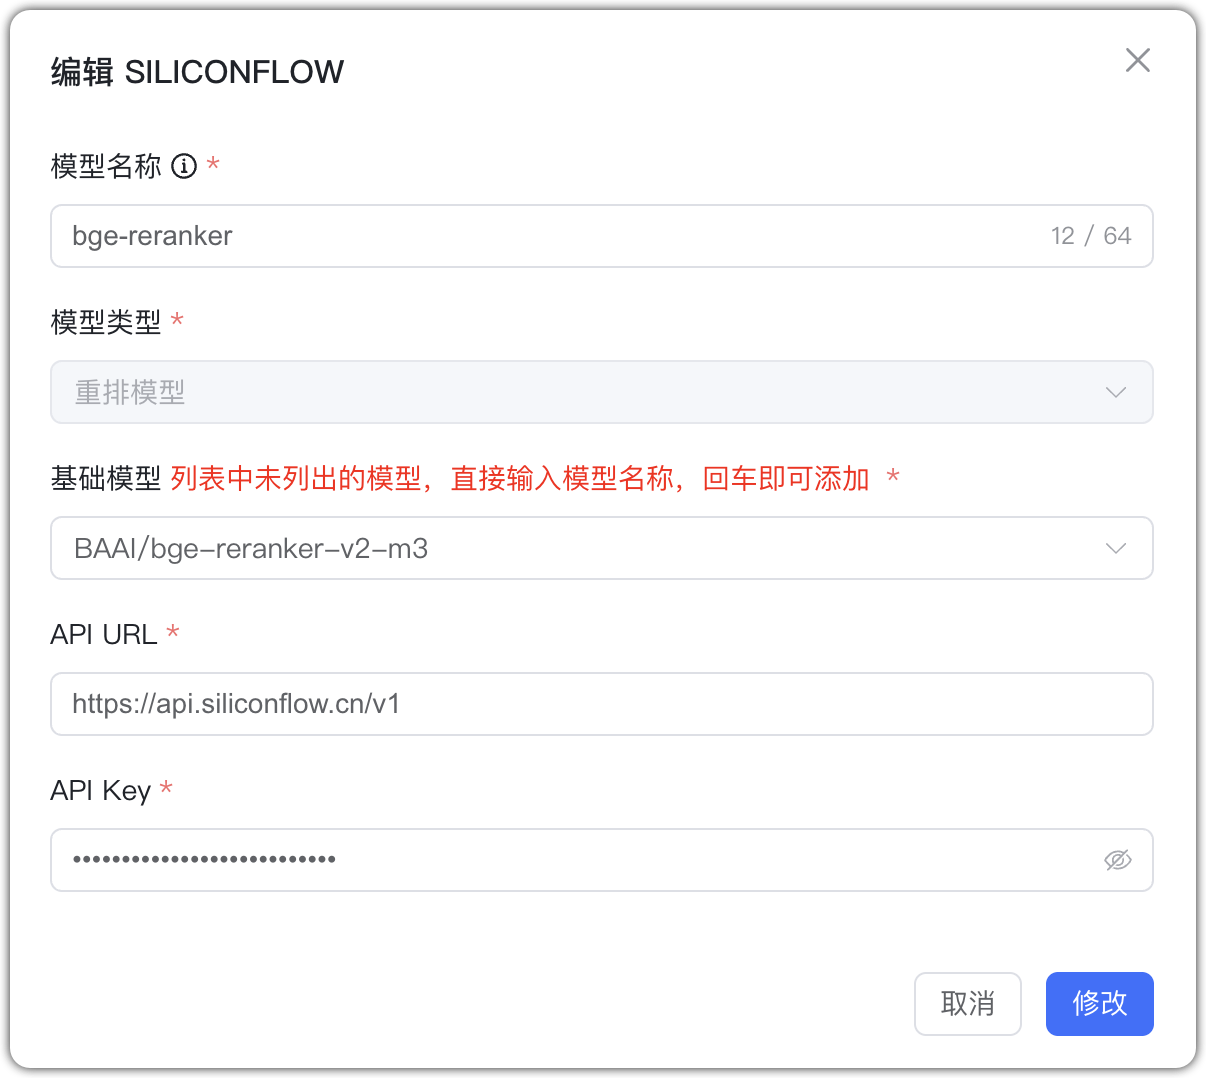 编辑 SILICONFLOW
模型名称 *
bge-reranker 12 / 64
模型类型 *
重排模型
基础模型 列表中未列出的模型，直接输入模型名称，回车即可添加 *
BAAI/bge-reranker-v2-m3
API URL *
https://api.siliconflow.cn/v1
API Key *
•••••••••••••••••••••••••••
取消 修改